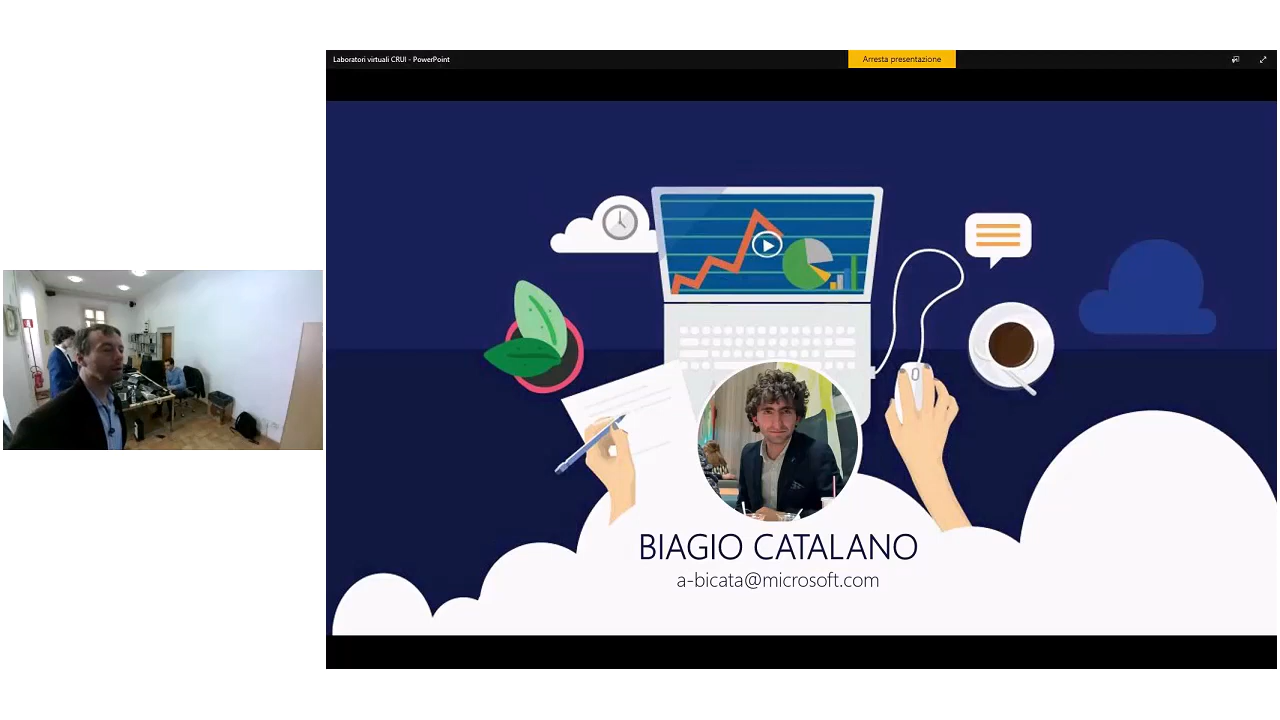 Laboratori virtuali CRUI - PowerPoint
Arresta presentazione
BIAGIO CATALANO
a-bicata@microsoft.com